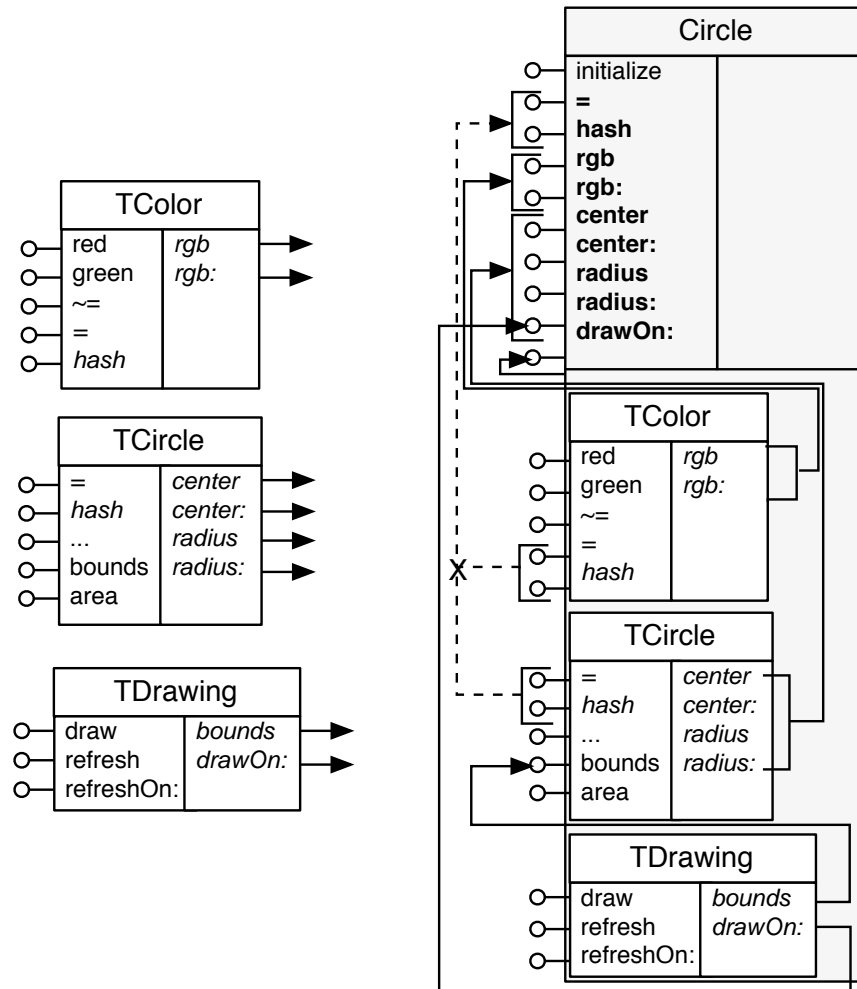 TColor
red rgb
green rgb:
~=
=
hash
TCircle
= center
hash center:
... radius
bounds radius:
area
TDrawing
draw bounds
refresh drawOn:
refreshOn:
Circle
initialize
=
hash
rgb
rgb:
center
center:
radius
radius:
drawOn:
TColor
red rgb
green rgb:
~=
=
hash
X
TCircle
= center
hash center:
... radius
bounds radius:
area
TDrawing
draw bounds
refresh drawOn:
refreshOn: